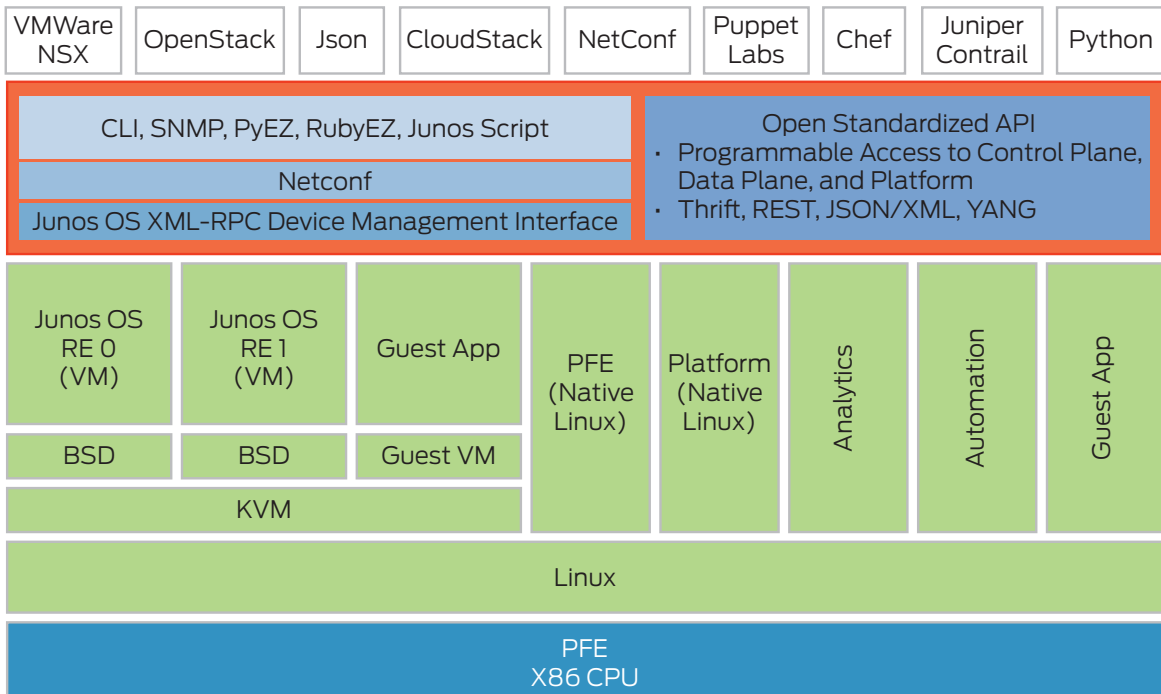 VMWare
NSX
OpenStack
Json
CloudStack
NetConf
Puppet
Labs
Chef
Juniper
Contrail
Python
CLI, SNMP, PyEZ, RubyEZ, Junos Script
Netconf
Junos OS XML-RPC Device Management Interface
Open Standardized API
• Programmable Access to Control Plane,
Data Plane, and Platform
• Thrift, REST, JSON/XML, YANG
Junos OS
RE 0
(VM)
Junos OS
RE 1
(VM)
Guest App
PFE
(Native
Linux)
Platform
(Native
Linux)
Analytics
Automation
Guest App
BSD
BSD
Guest VM
KVM
Linux
PFE
X86 CPU